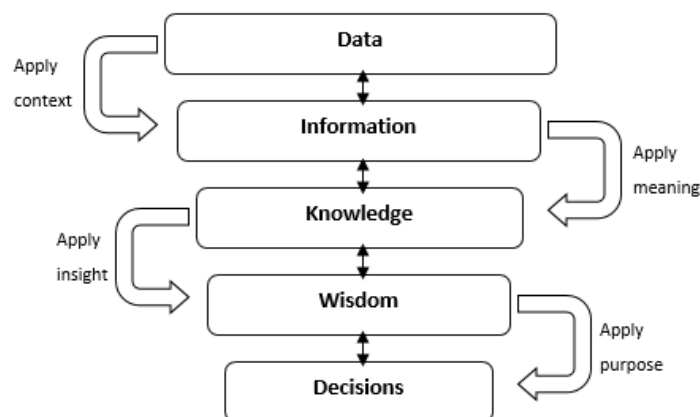 Data
Apply
context
Information
Apply
meaning
Knowledge
Apply
insight
Wisdom
Apply
purpose
Decisions